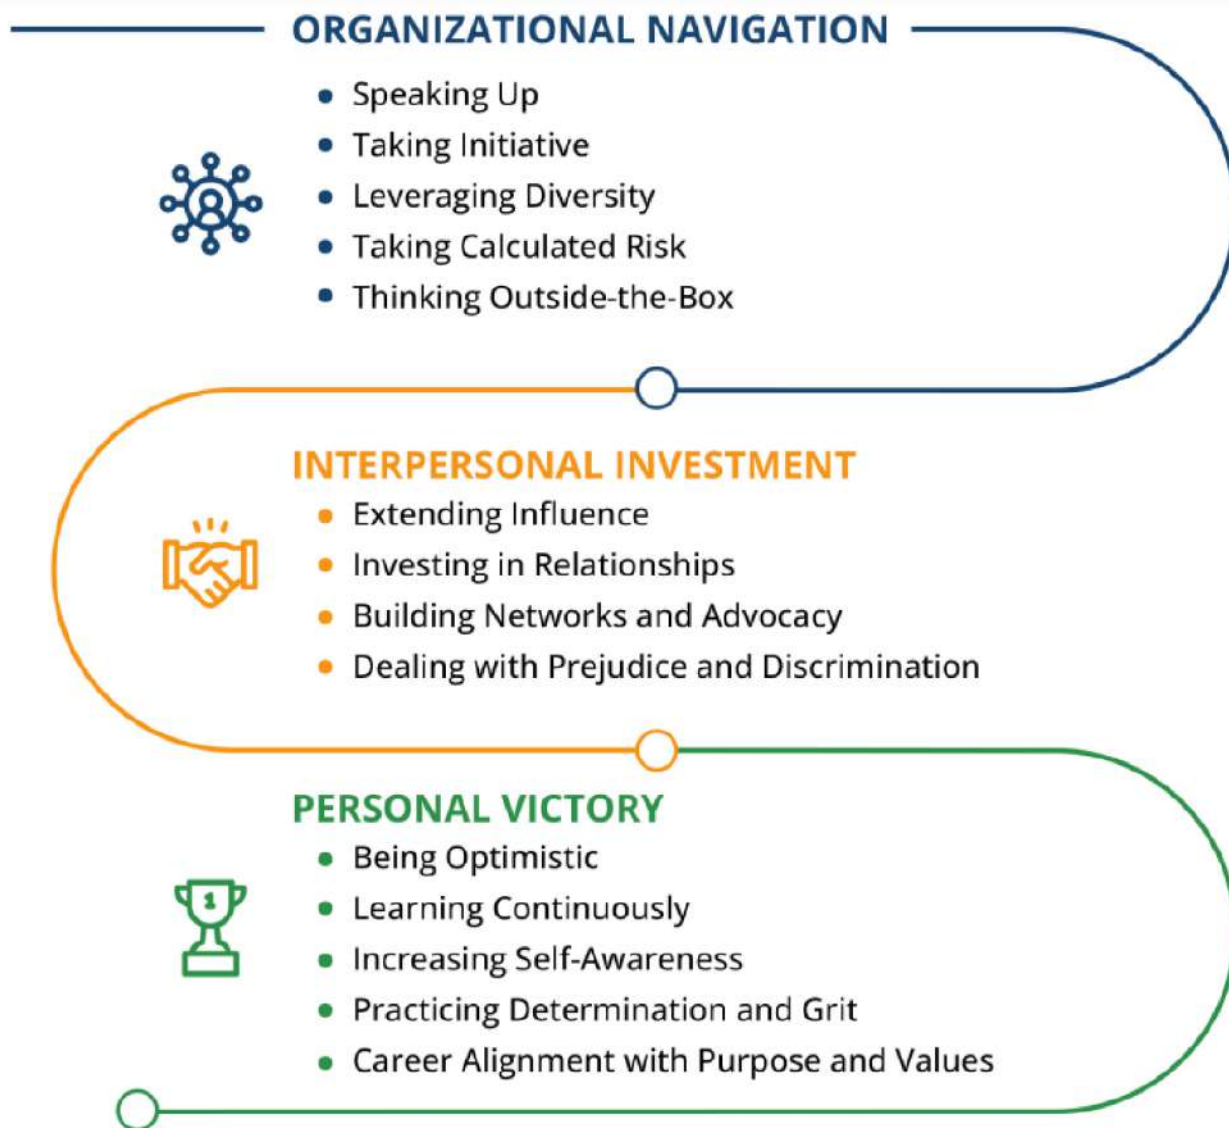 ORGANIZATIONAL NAVIGATION
Speaking Up
Taking Initiative
Leveraging Diversity
Taking Calculated Risk
Thinking Outside-the-Box
INTERPERSONAL INVESTMENT
Extending Influence
Investing in Relationships
Building Networks and Advocacy
Dealing with Prejudice and Discrimination
PERSONAL VICTORY
1
Being Optimistic
Learning Continuously
Increasing Self-Awareness
Practicing Determination and Grit
Career Alignment with Purpose and Values